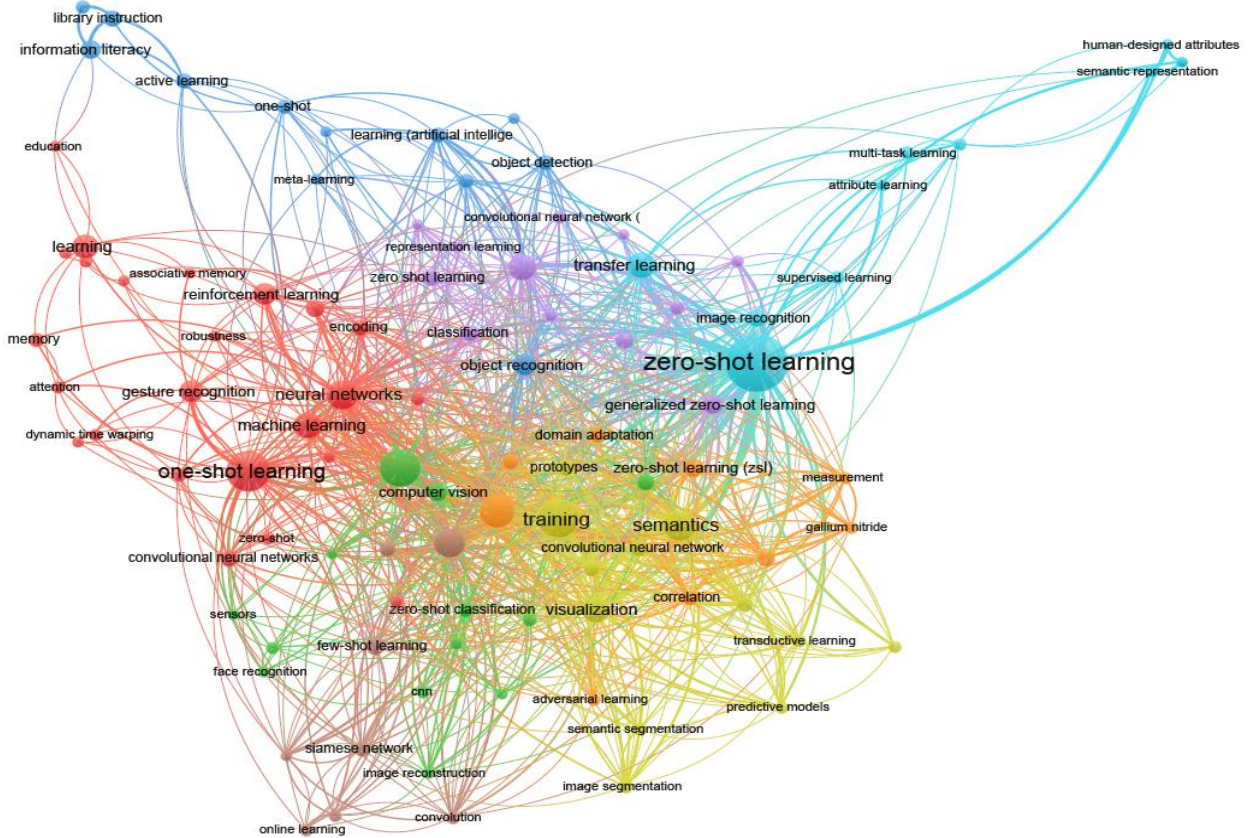 library instruction
information literacy
human-designed attributes
semantic representation
active learning
one-shot
learning (artificial intellige
education
object detection
multi-task learning
meta-learning
attribute learning
convolutional neural network (
learning
representation learning
associative memory
zero shot learning
transfer learning
supervised learning
reinforcement learning
image recognition
encoding
robustness
classification
memory
object recognition
zero-shot learning
attention
gesture recognition
neural networks
generalized zero-shot learning
machine learning
dynamic time warping
domain adaptation
one-shot learning
prototypes
zero-shot learning (zsl)
measurement
computer vision
training
semantics
gallium nitride
zero-shot
convolutional neural network
convolutional neural networks
correlation
sensors
zero-shot classification
visualization
few-shot learning
transductive learning
face recognition
cnn
adversarial learning
predictive models
semantic segmentation
siamese network
image reconstruction
image segmentation
convolution
online learning